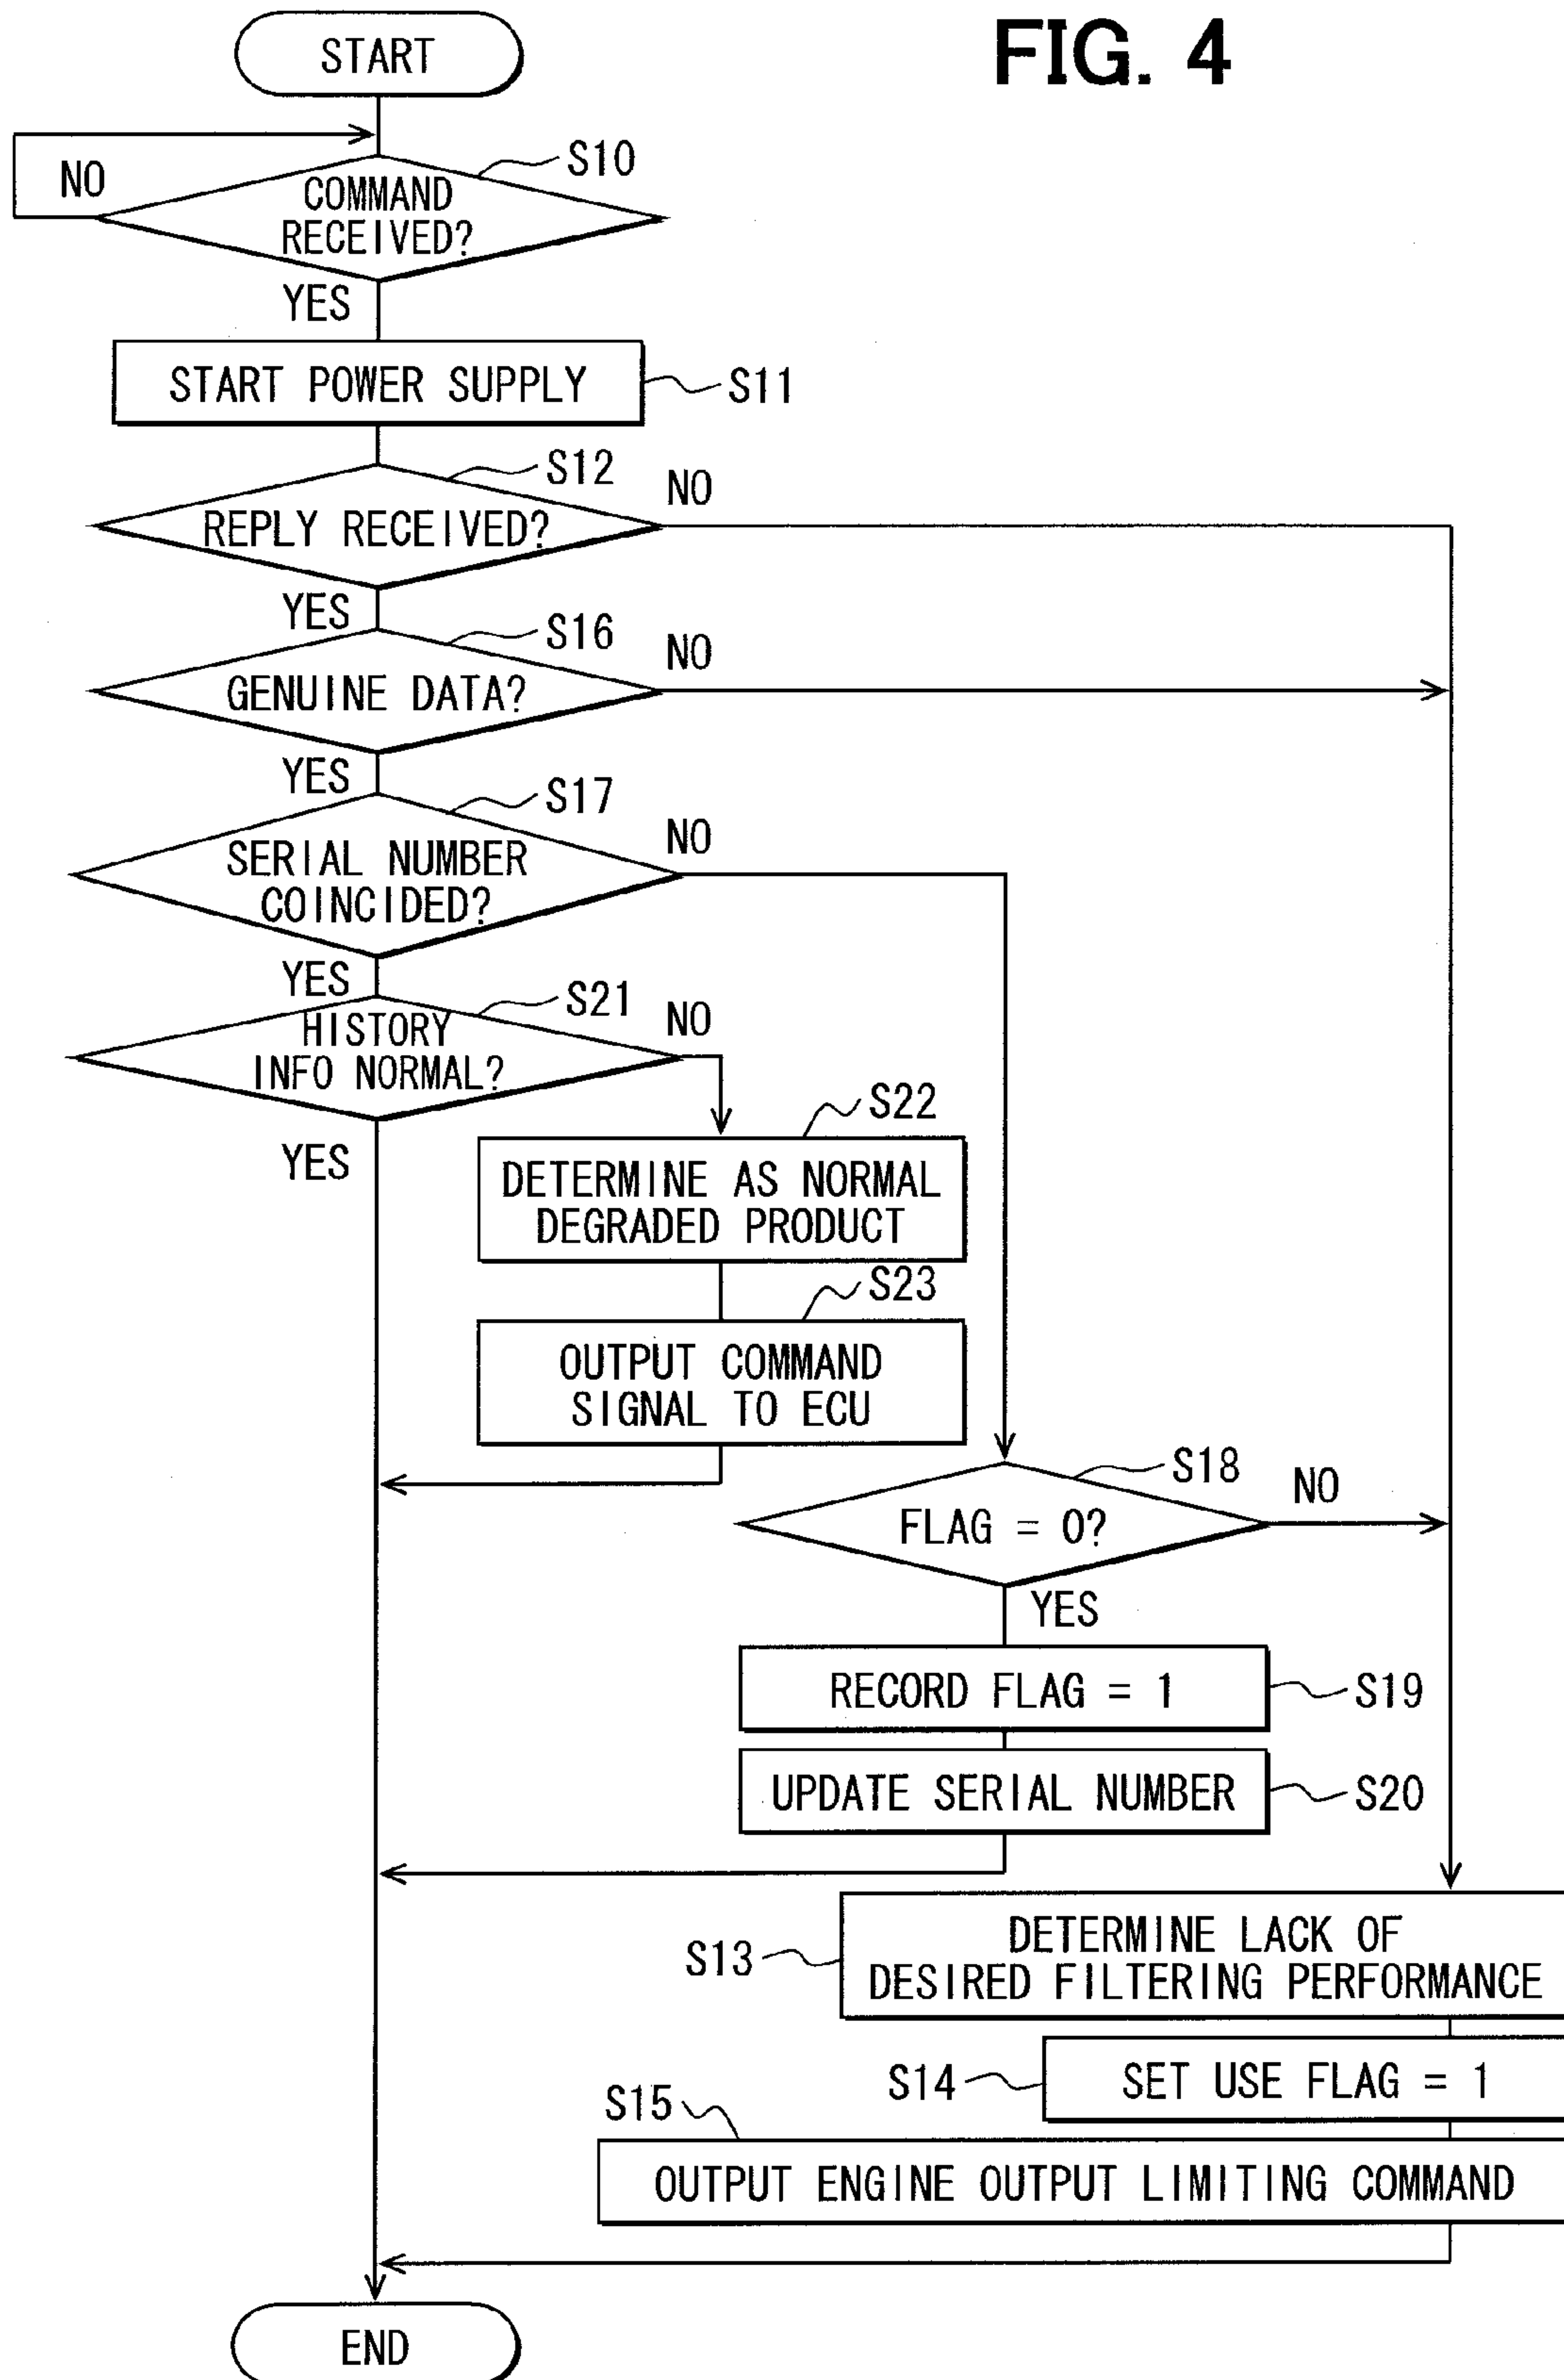 FIG. 4
START
NO
S10
COMMAND
RECEIVED?
YES
START POWER SUPPLY
S11
S12
NO
REPLY RECEIVED?
YES
S16
NO
GENUINE DATA?
YES
S17
NO
SERIAL NUMBER
COINCIDED?
YES
S21
NO
HISTORY
INFO NORMAL?
YES
S22
DETERMINE AS NORMAL
DEGRADED PRODUCT
S23
OUTPUT COMMAND
SIGNAL TO ECU
S18
NO
FLAG = 0?
YES
RECORD FLAG = 1
S19
UPDATE SERIAL NUMBER
S20
S13
DETERMINE LACK OF
DESIRED FILTERING PERFORMANCE
S14
SET USE FLAG = 1
S15
OUTPUT ENGINE OUTPUT LIMITING COMMAND
END